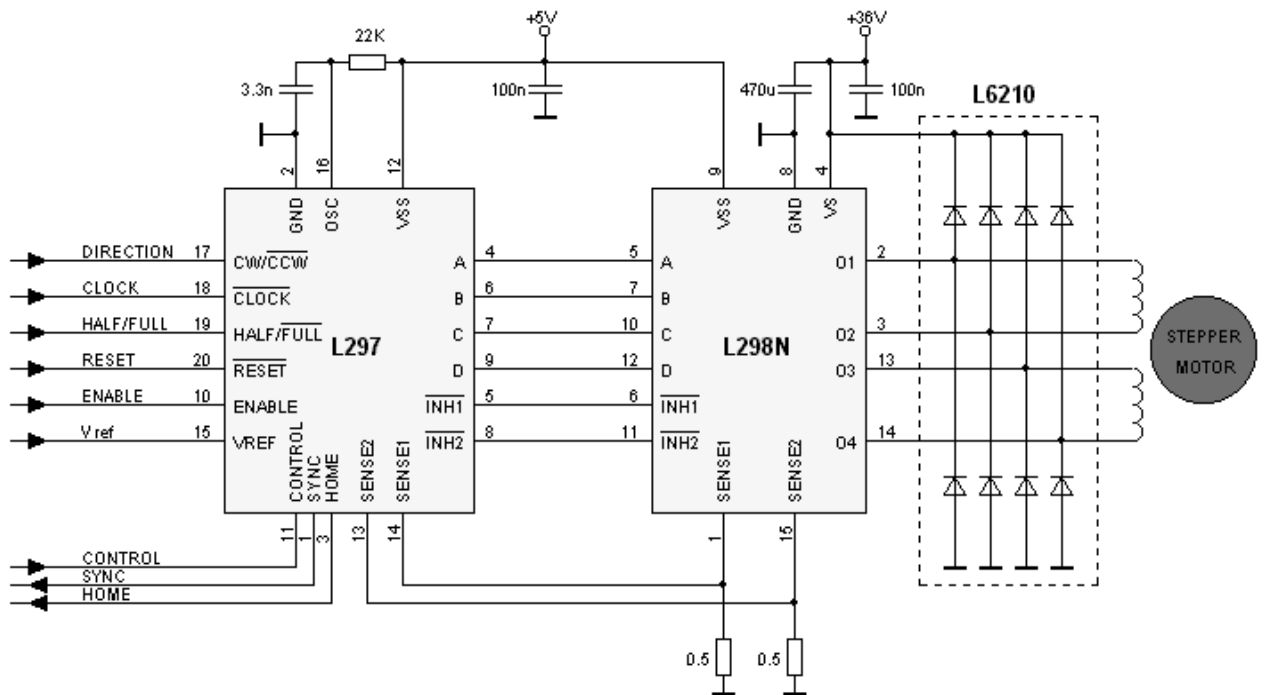 +5V
+36V
22K
3.3n
100n
470u
100n
L6210
2
16
12
9
8
4
GND
OSC
VSS
VSS
GND
VS
DIRECTION
17
CW/CCW
A
4
5
A
O1
2
CLOCK
18
CLOCK
B
6
7
B
HALF/FULL
19
HALF/FULL
C
7
10
C
O2
3
L297
L298N
STEPPER
MOTOR
RESET
20
RESET
D
9
12
D
O3
13
ENABLE
10
ENABLE
INH1
5
6
INH1
Vref
15
VREF
INH2
8
11
INH2
O4
14
CONTROL
SYNC
HOME
SENSE2
SENSE1
SENSE1
SENSE2
11
1
3
13
14
1
15
CONTROL
SYNC
HOME
0.5
0.5